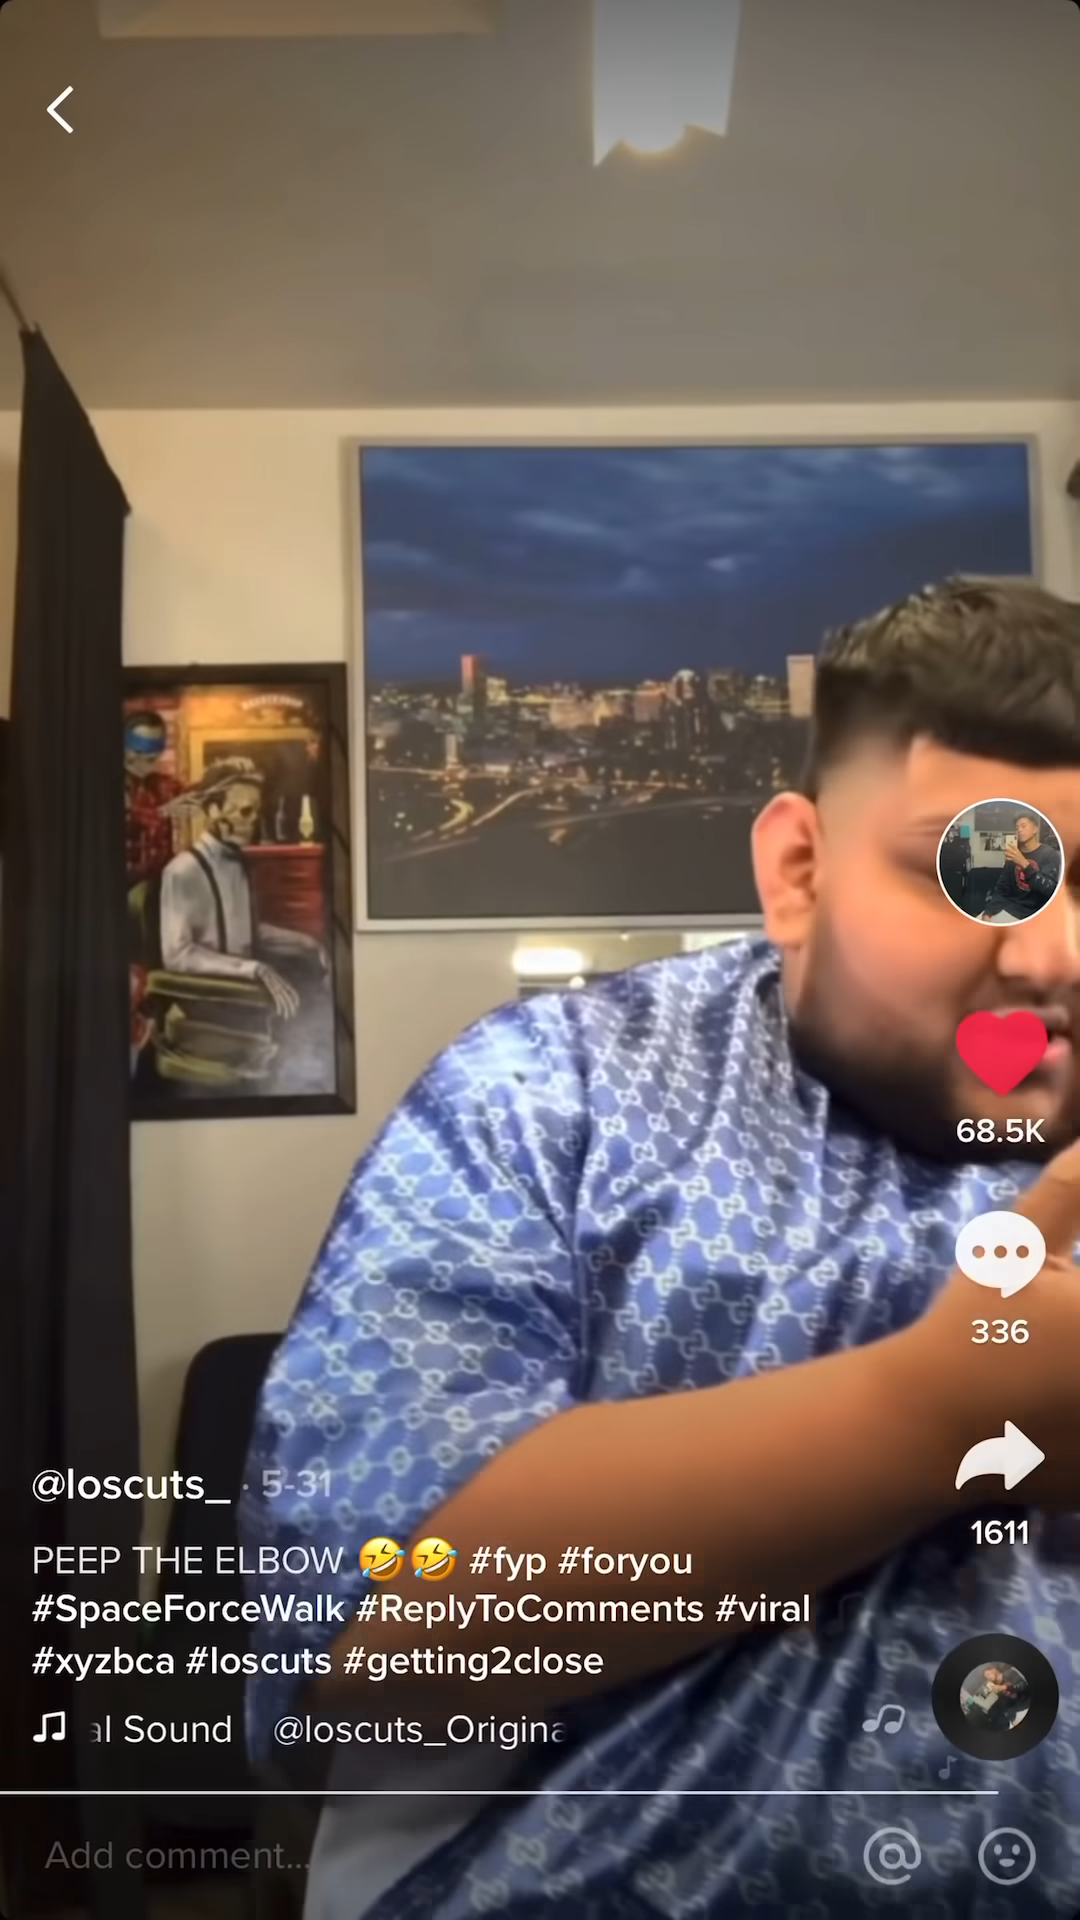 68.5K
336
1611
@loscuts_ · 5-31
PEEP THE ELBOW 🤣🤣 #fyp #foryou
#SpaceForceWalk #ReplyToComments #viral
#xyzbca #loscuts #getting2close
al Sound @loscuts_Origina
Add comment...